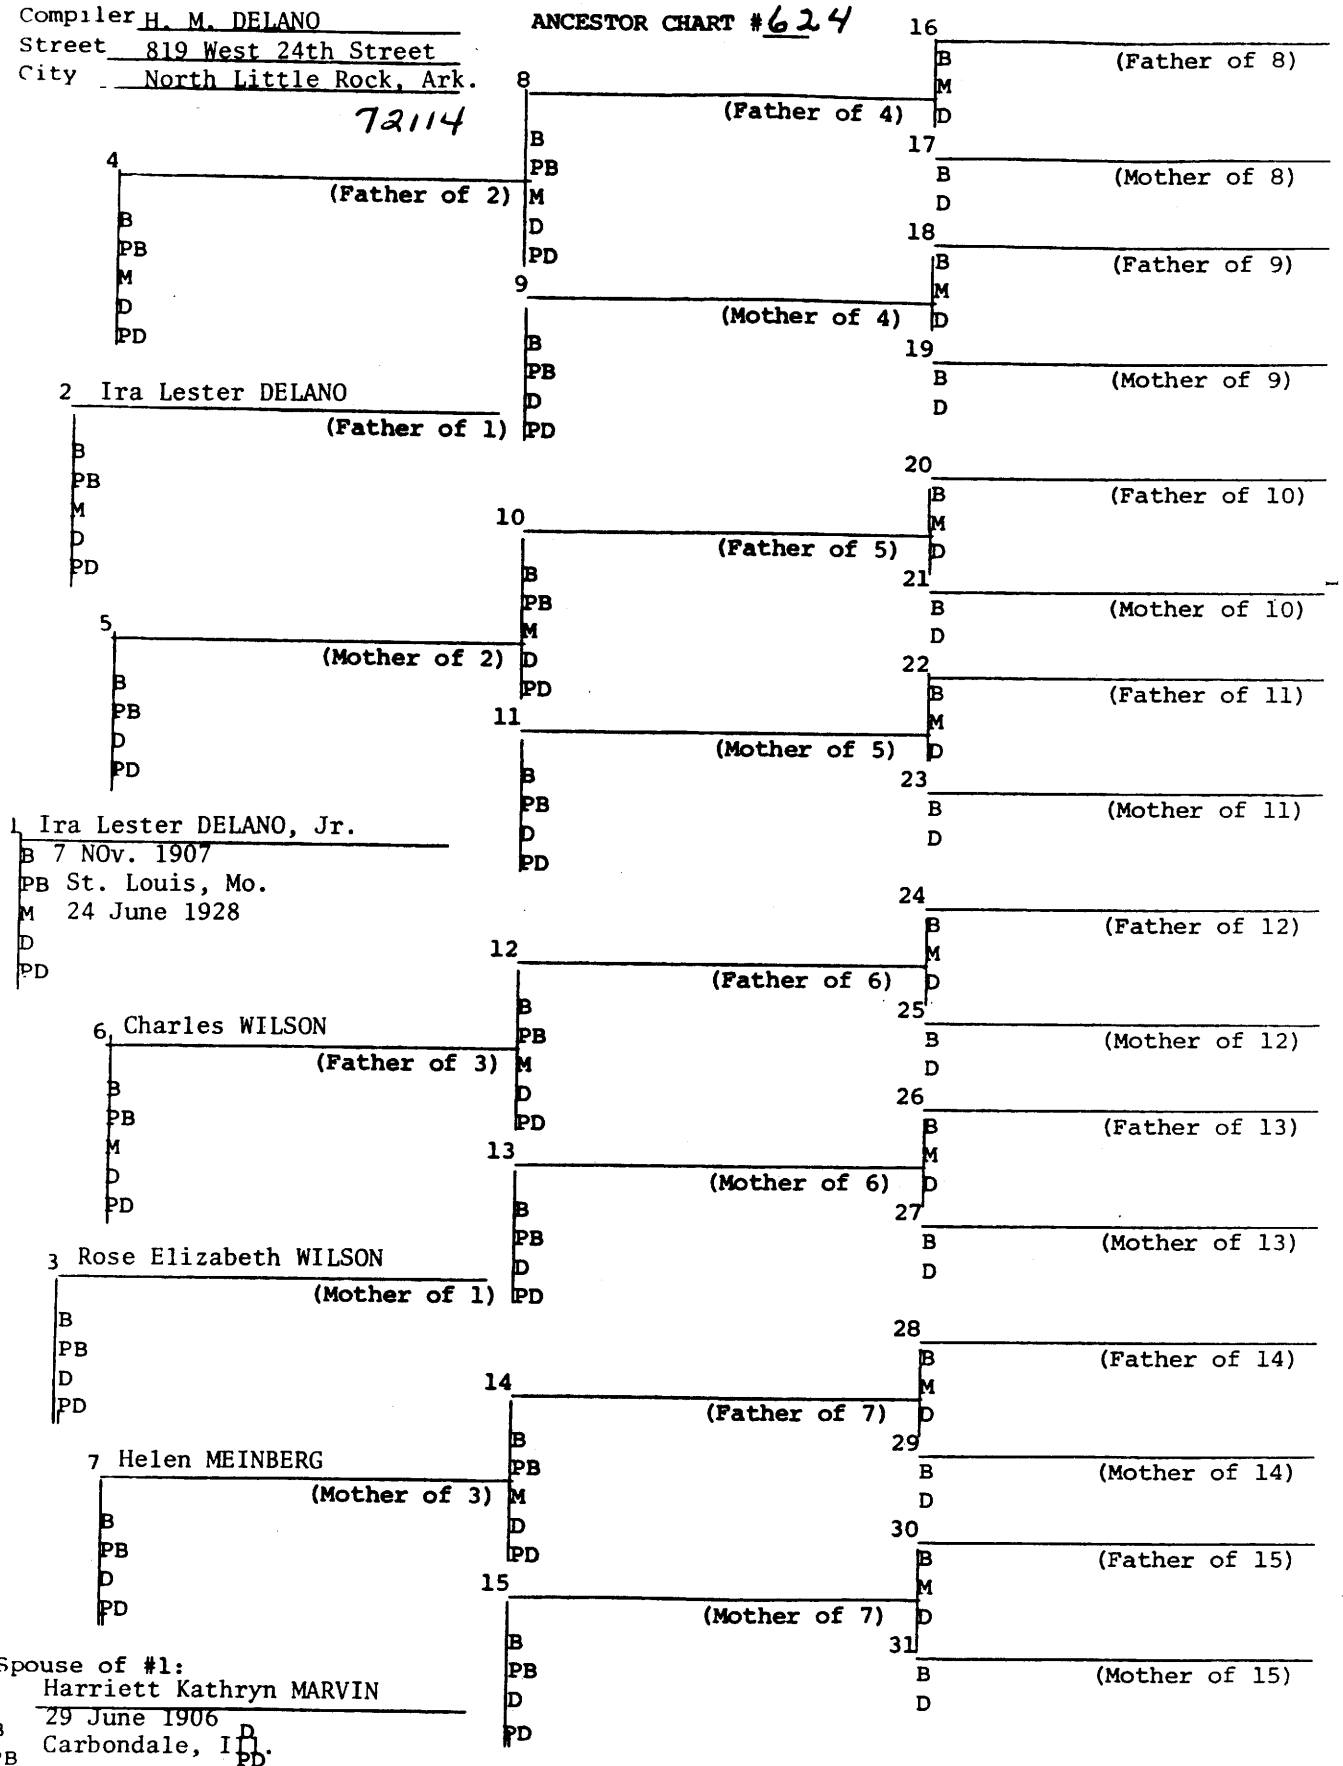 Compiler H. M. DELANO
Street 819 West 24th Street
City North Little Rock, Ark.
72114
ANCESTOR CHART #624
16
(Father of 8)
B
M
D
8
(Father of 4)
B
PB
M
D
PD
17
(Mother of 8)
B
D
4
(Father of 2)
B
PB
M
D
PD
18
(Father of 9)
B
M
D
9
(Mother of 4)
B
PB
D
PD
19
(Mother of 9)
B
D
2 Ira Lester DELANO
(Father of 1)
B
PB
M
D
PD
20
(Father of 10)
B
M
D
10
(Father of 5)
B
PB
M
D
PD
21
(Mother of 10)
B
D
5
(Mother of 2)
B
PB
D
PD
22
(Father of 11)
B
M
D
11
(Mother of 5)
B
PB
D
PD
23
(Mother of 11)
B
D
1 Ira Lester DELANO, Jr.
B 7 NOv. 1907
PB St. Louis, Mo.
M 24 June 1928
D
PD
24
(Father of 12)
B
M
D
12
(Father of 6)
B
PB
M
D
PD
25
(Mother of 12)
B
D
6 Charles WILSON
(Father of 3)
B
PB
M
D
PD
26
(Father of 13)
B
M
D
13
(Mother of 6)
B
PB
D
PD
27
(Mother of 13)
B
D
3 Rose Elizabeth WILSON
(Mother of 1)
B
PB
D
PD
28
(Father of 14)
B
M
D
14
(Father of 7)
B
PB
M
D
PD
29
(Mother of 14)
B
D
7 Helen MEINBERG
(Mother of 3)
B
PB
D
PD
30
(Father of 15)
B
M
D
15
(Mother of 7)
B
PB
D
PD
31
(Mother of 15)
B
D
Spouse of #1:
Harriett Kathryn MARVIN
B 29 June 1906 D
PB Carbondale, Ill. PD